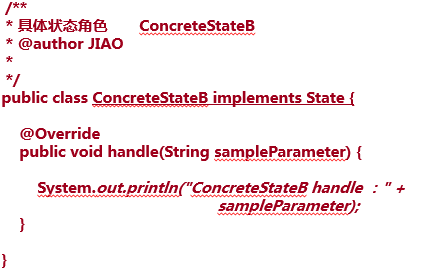 /**
* 具体状态角色 ConcreteStateB
* @author JIAO
*
*/
public class ConcreteStateB implements State {
@Override
public void handle(String sampleParameter) {
System.out.println("ConcreteStateB handle ：" +
sampleParameter);
}
}